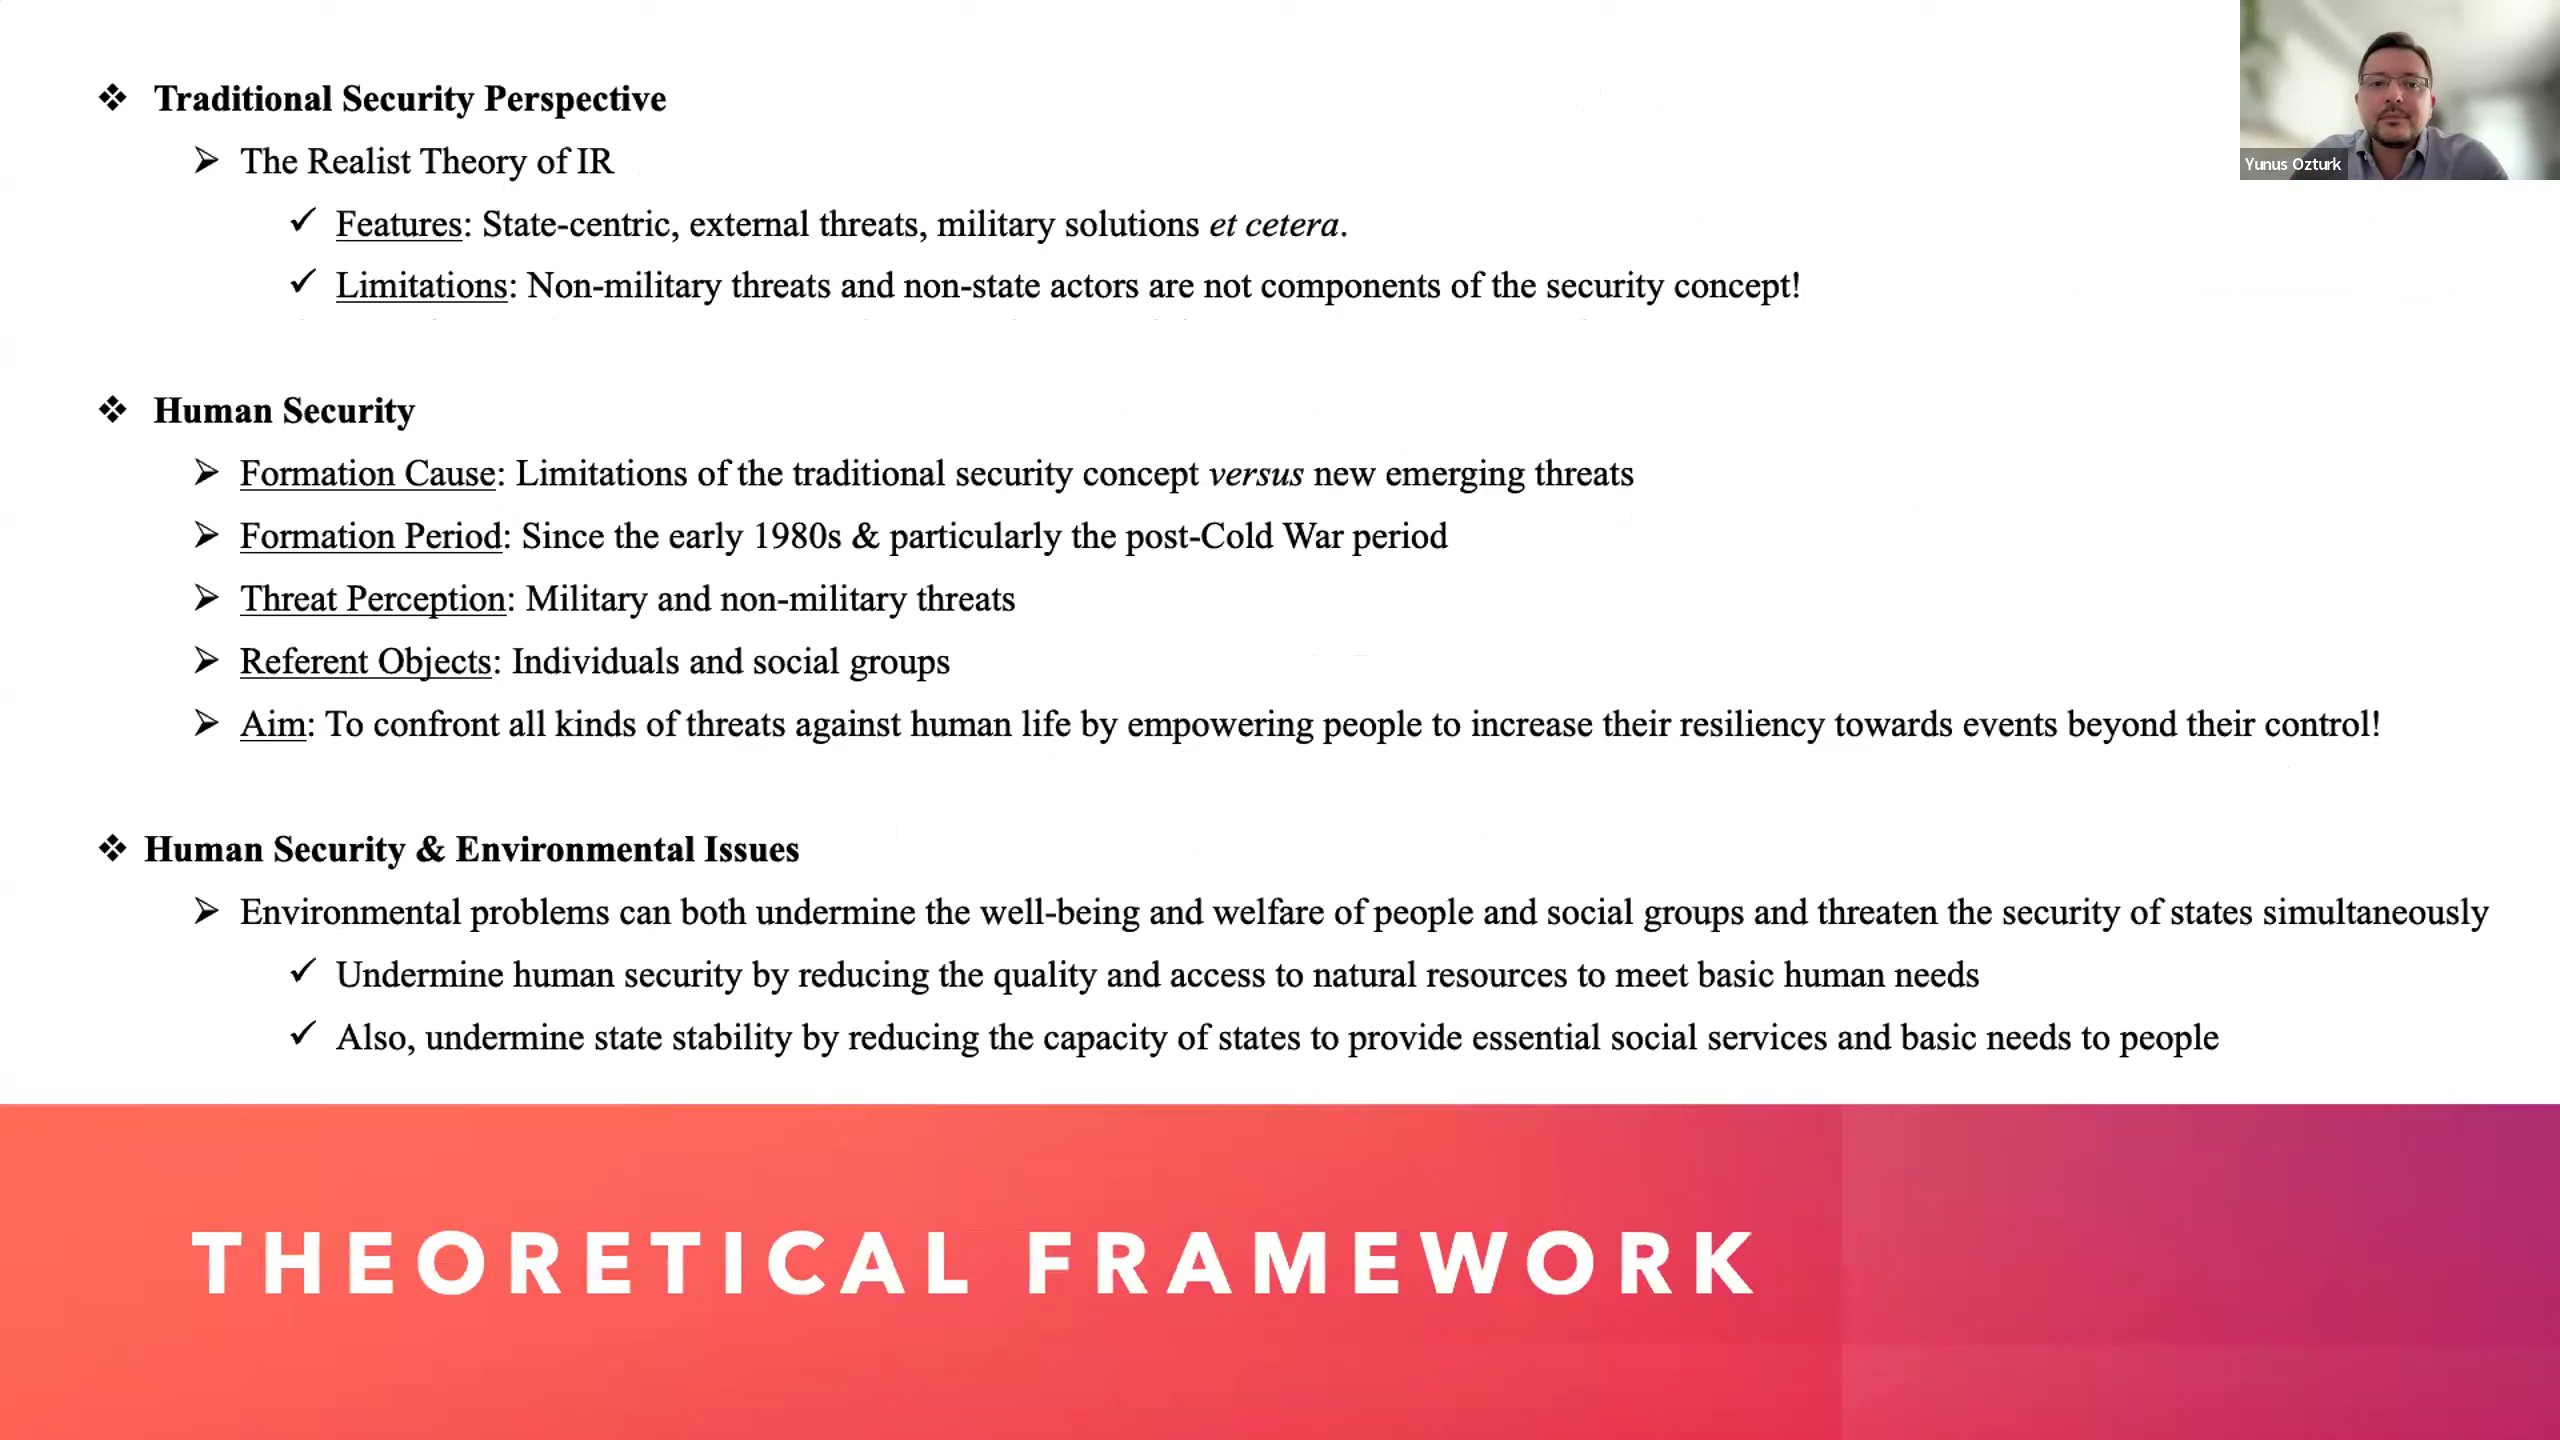 Yunus Ozturk
❖ Traditional Security Perspective
➢ The Realist Theory of IR
✓ Features: State-centric, external threats, military solutions et cetera.
✓ Limitations: Non-military threats and non-state actors are not components of the security concept!
❖ Human Security
➢ Formation Cause: Limitations of the traditional security concept versus new emerging threats
➢ Formation Period: Since the early 1980s & particularly the post-Cold War period
➢ Threat Perception: Military and non-military threats
➢ Referent Objects: Individuals and social groups
➢ Aim: To confront all kinds of threats against human life by empowering people to increase their resiliency towards events beyond their control!
❖ Human Security & Environmental Issues
➢ Environmental problems can both undermine the well-being and welfare of people and social groups and threaten the security of states simultaneously
✓ Undermine human security by reducing the quality and access to natural resources to meet basic human needs
✓ Also, undermine state stability by reducing the capacity of states to provide essential social services and basic needs to people
THEORETICAL FRAMEWORK